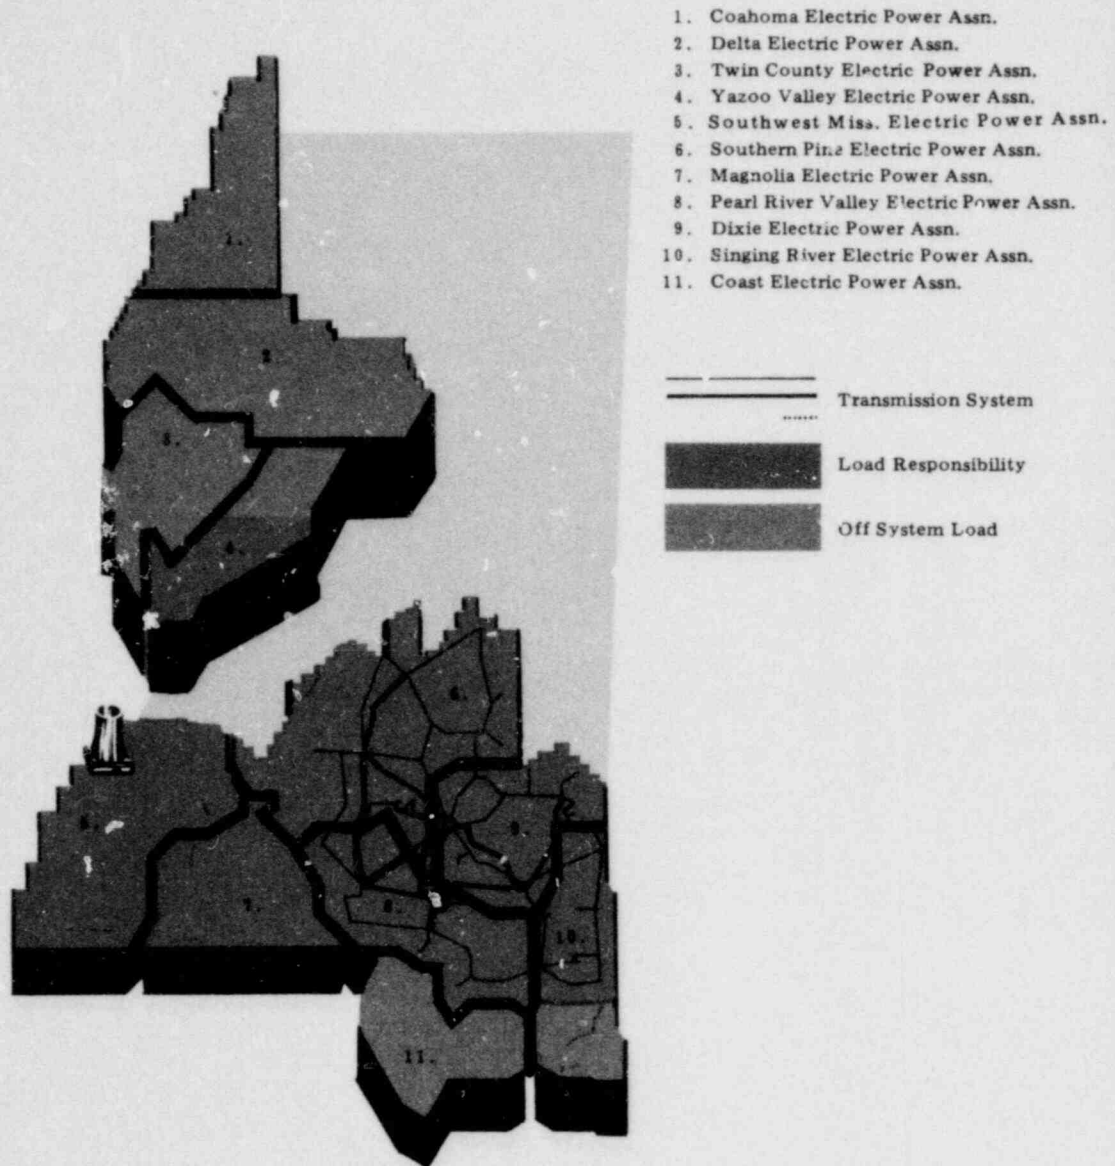 1. Coahoma Electric Power Assn.
2. Delta Electric Power Assn.
3. Twin County Electric Power Assn.
4. Yazoo Valley Electric Power Assn.
5. Southwest Miss. Electric Power Assn.
6. Southern Pine Electric Power Assn.
7. Magnolia Electric Power Assn.
8. Pearl River Valley Electric Power Assn.
9. Dixie Electric Power Assn.
10. Singing River Electric Power Assn.
11. Coast Electric Power Assn.
Transmission System
Load Responsibility
Off System Load
1.
2
3.
4.
6.
5.
9.
7.
8.
10.
11.